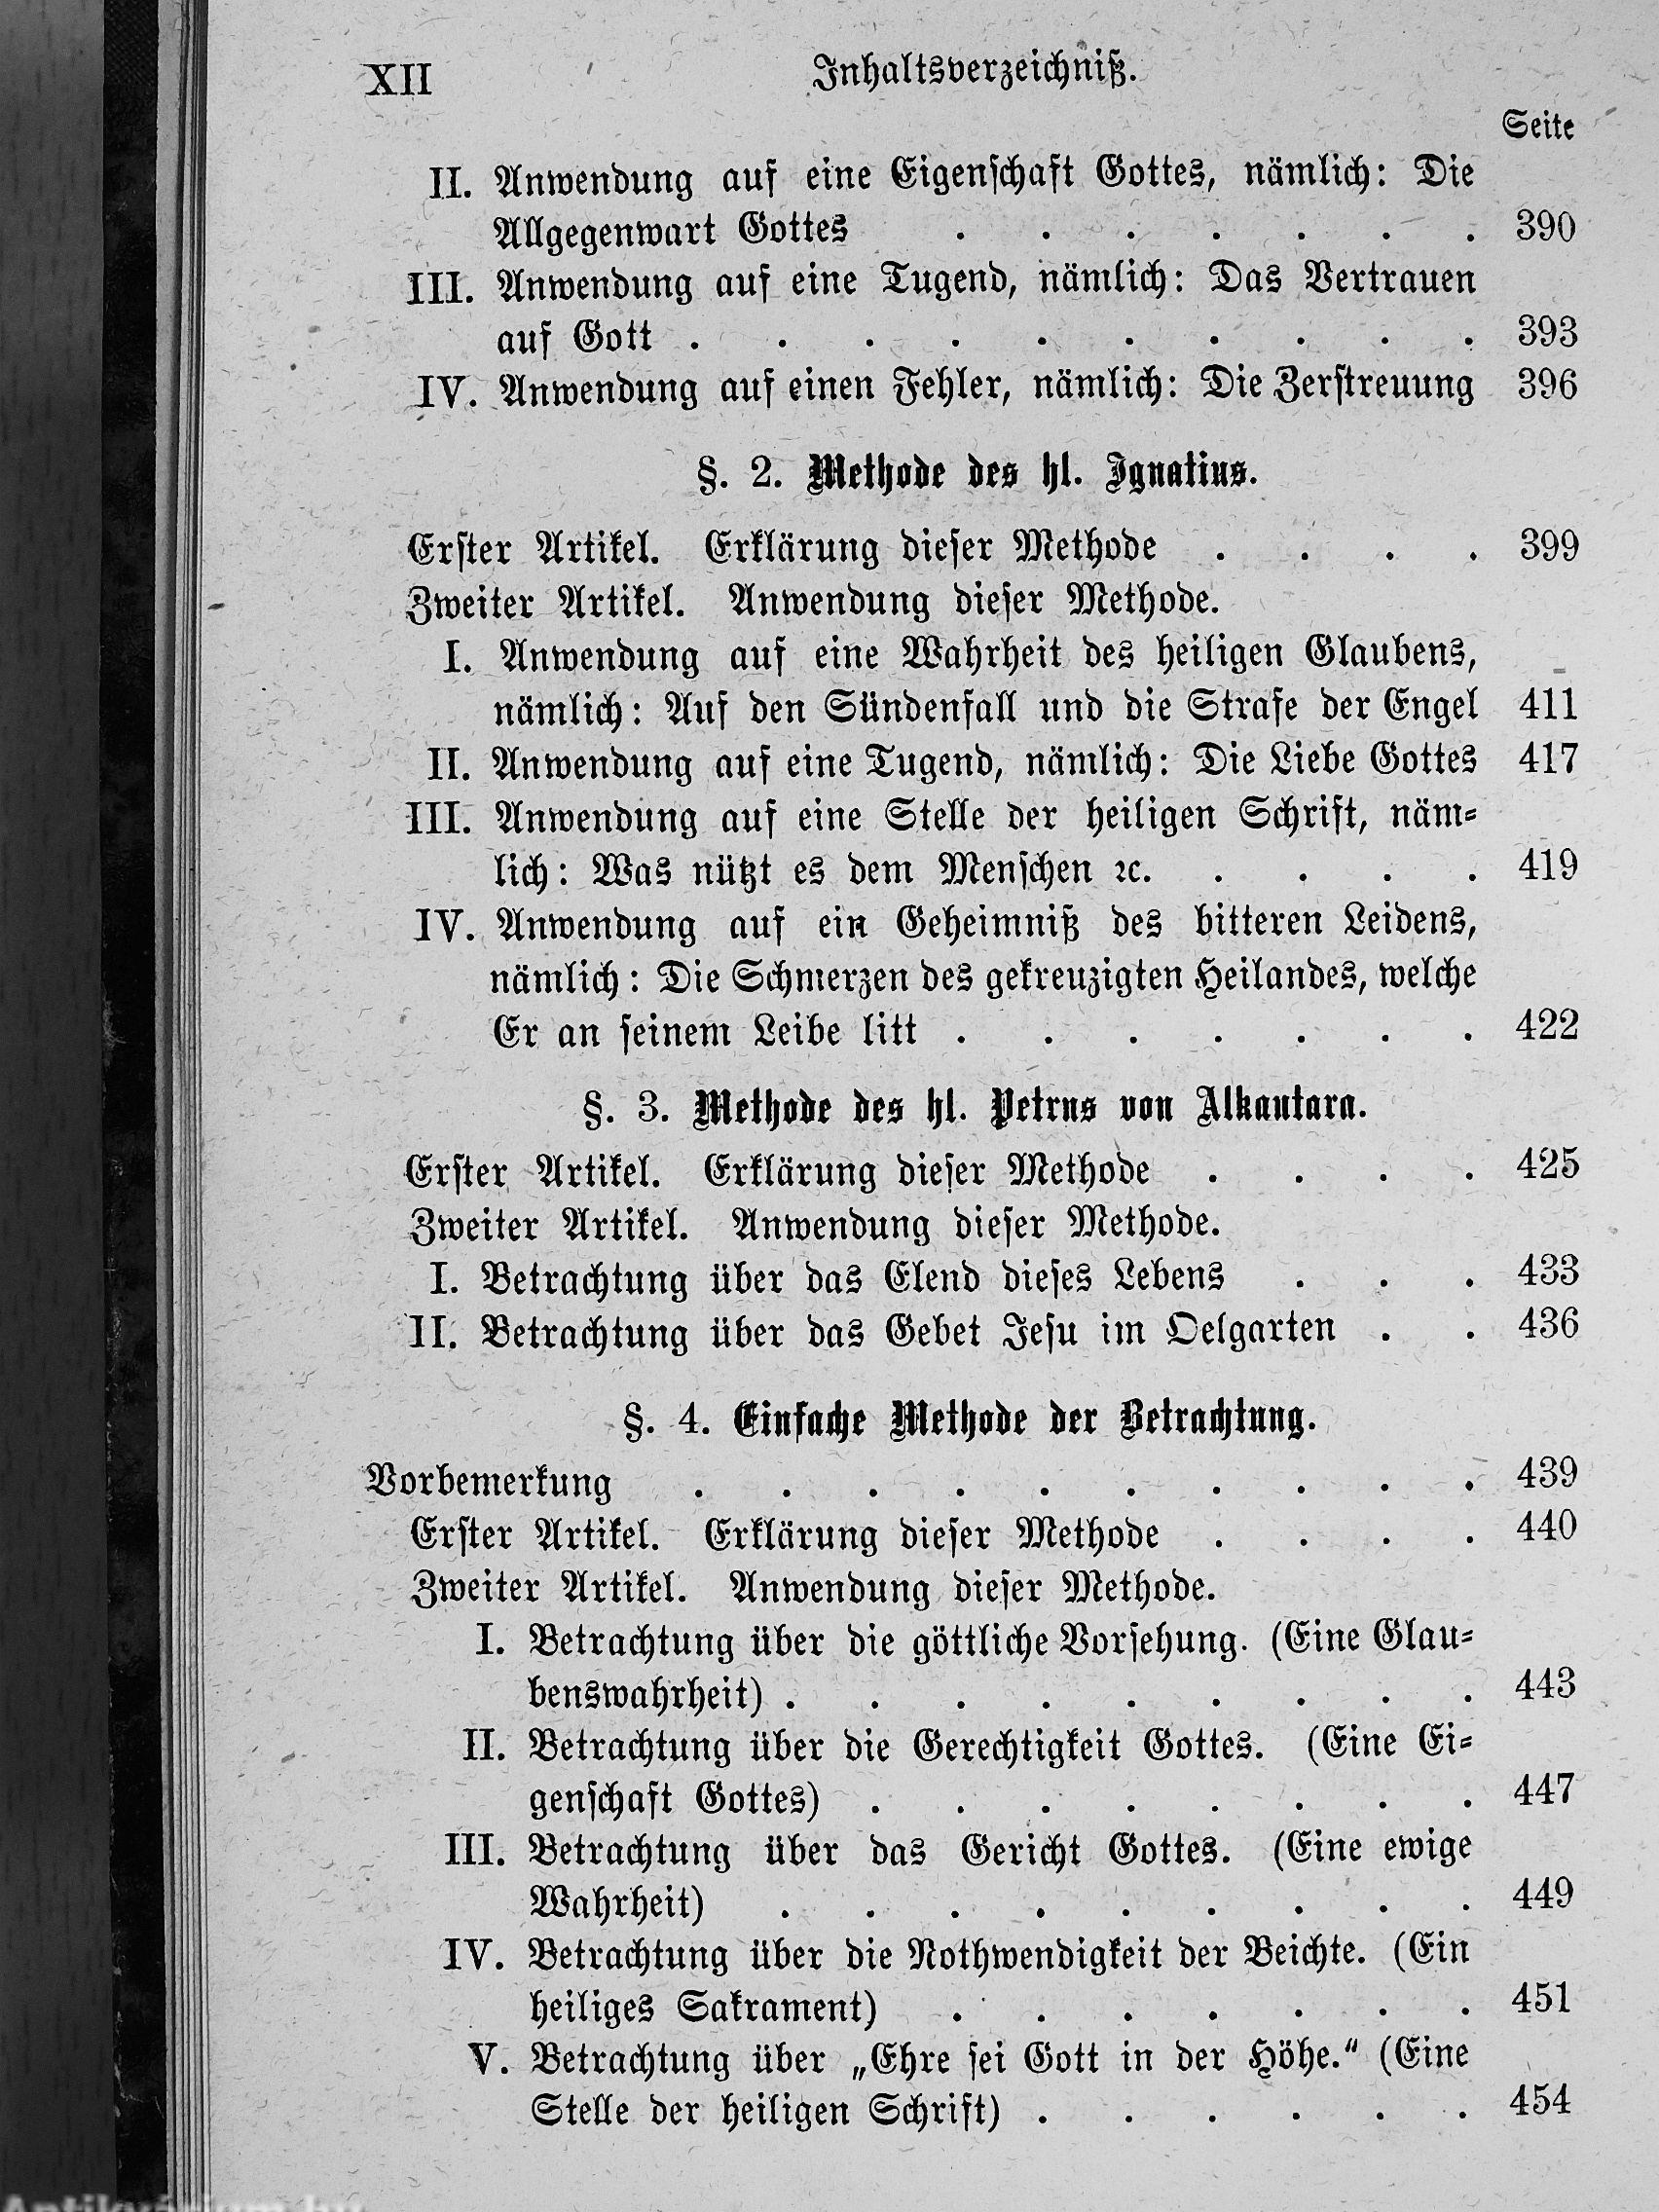 XII Inhaltsverzeichniß.
Seite
II. Anwendung auf eine Eigenschaft Gottes, nämlich: Die
Allgegenwart Gottes . . . . . . . 390
III. Anwendung auf eine Tugend, nämlich: Das Vertrauen
auf Gott . . . . . . . . . . 393
IV. Anwendung auf einen Fehler, nämlich: Die Zerstreuung 396
§. 2. Methode des hl. Ignatius.
Erster Artikel. Erklärung dieser Methode . . . . 399
Zweiter Artikel. Anwendung dieser Methode.
I. Anwendung auf eine Wahrheit des heiligen Glaubens,
nämlich: Auf den Sündenfall und die Strafe der Engel 411
II. Anwendung auf eine Tugend, nämlich: Die Liebe Gottes 417
III. Anwendung auf eine Stelle der heiligen Schrift, näm=
lich: Was nützt es dem Menschen ꝛc. . . . . 419
IV. Anwendung auf ein Geheimniß des bitteren Leidens,
nämlich: Die Schmerzen des gekreuzigten Heilandes, welche
Er an seinem Leibe litt . . . . . . . 422
§. 3. Methode des hl. Petrus von Alkantara.
Erster Artikel. Erklärung dieser Methode . . . . 425
Zweiter Artikel. Anwendung dieser Methode.
I. Betrachtung über das Elend dieses Lebens . . . 433
II. Betrachtung über das Gebet Jesu im Oelgarten . . 436
§. 4. Einfache Methode der Betrachtung.
Vorbemerkung . . . . . . . . . . 439
Erster Artikel. Erklärung dieser Methode . . . . 440
Zweiter Artikel. Anwendung dieser Methode.
I. Betrachtung über die göttliche Vorsehung. (Eine Glau=
benswahrheit) . . . . . . . . . 443
II. Betrachtung über die Gerechtigkeit Gottes. (Eine Ei=
genschaft Gottes) . . . . . . . . 447
III. Betrachtung über das Gericht Gottes. (Eine ewige
Wahrheit) . . . . . . . . . 449
IV. Betrachtung über die Nothwendigkeit der Beichte. (Ein
heiliges Sakrament) . . . . . . . 451
V. Betrachtung über „Ehre sei Gott in der Höhe.“ (Eine
Stelle der heiligen Schrift) . . . . . . 454